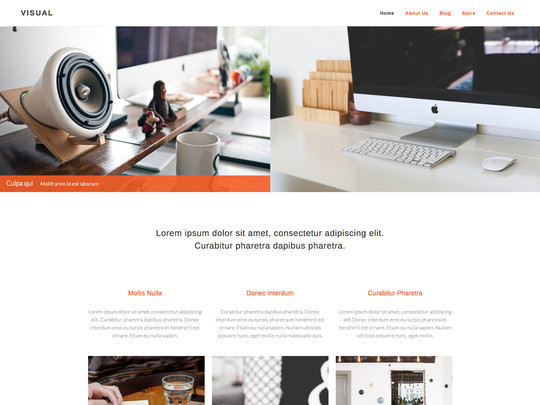 VISUAL
Home About Us Blog Store Contact Us
Culpa qui Mollit anim id est laborum
Lorem ipsum dolor sit amet, consectetur adipiscing elit.
Curabitur pharetra dapibus pharetra.
Mollis Nulla
Lorem ipsum dolor sit amet, consectetur adipiscing
elit. Curabitur pharetra dapibus pharetra. Donec
interdum eros eu turpis pharetra et hendrerit est
ornare. Etiam eu nulla sapien.
Donec Interdum
Curabitur pharetra dapibus pharetra. Donec
interdum eros eu turpis pharetra et hendrerit est
ornare. Etiam eu nulla sapien. Nullam ultricies
posuere nunc, eget mollis nulla malesuada quis.
Curabitur Pharetra
Lorem ipsum dolor sit amet, consectetur adipiscing
elit. Donec interdum eros eu turpis pharetra et
hendrerit est ornare. Etiam eu nulla sapien. Nullam
ultricies posuere nunc, eget mollis.